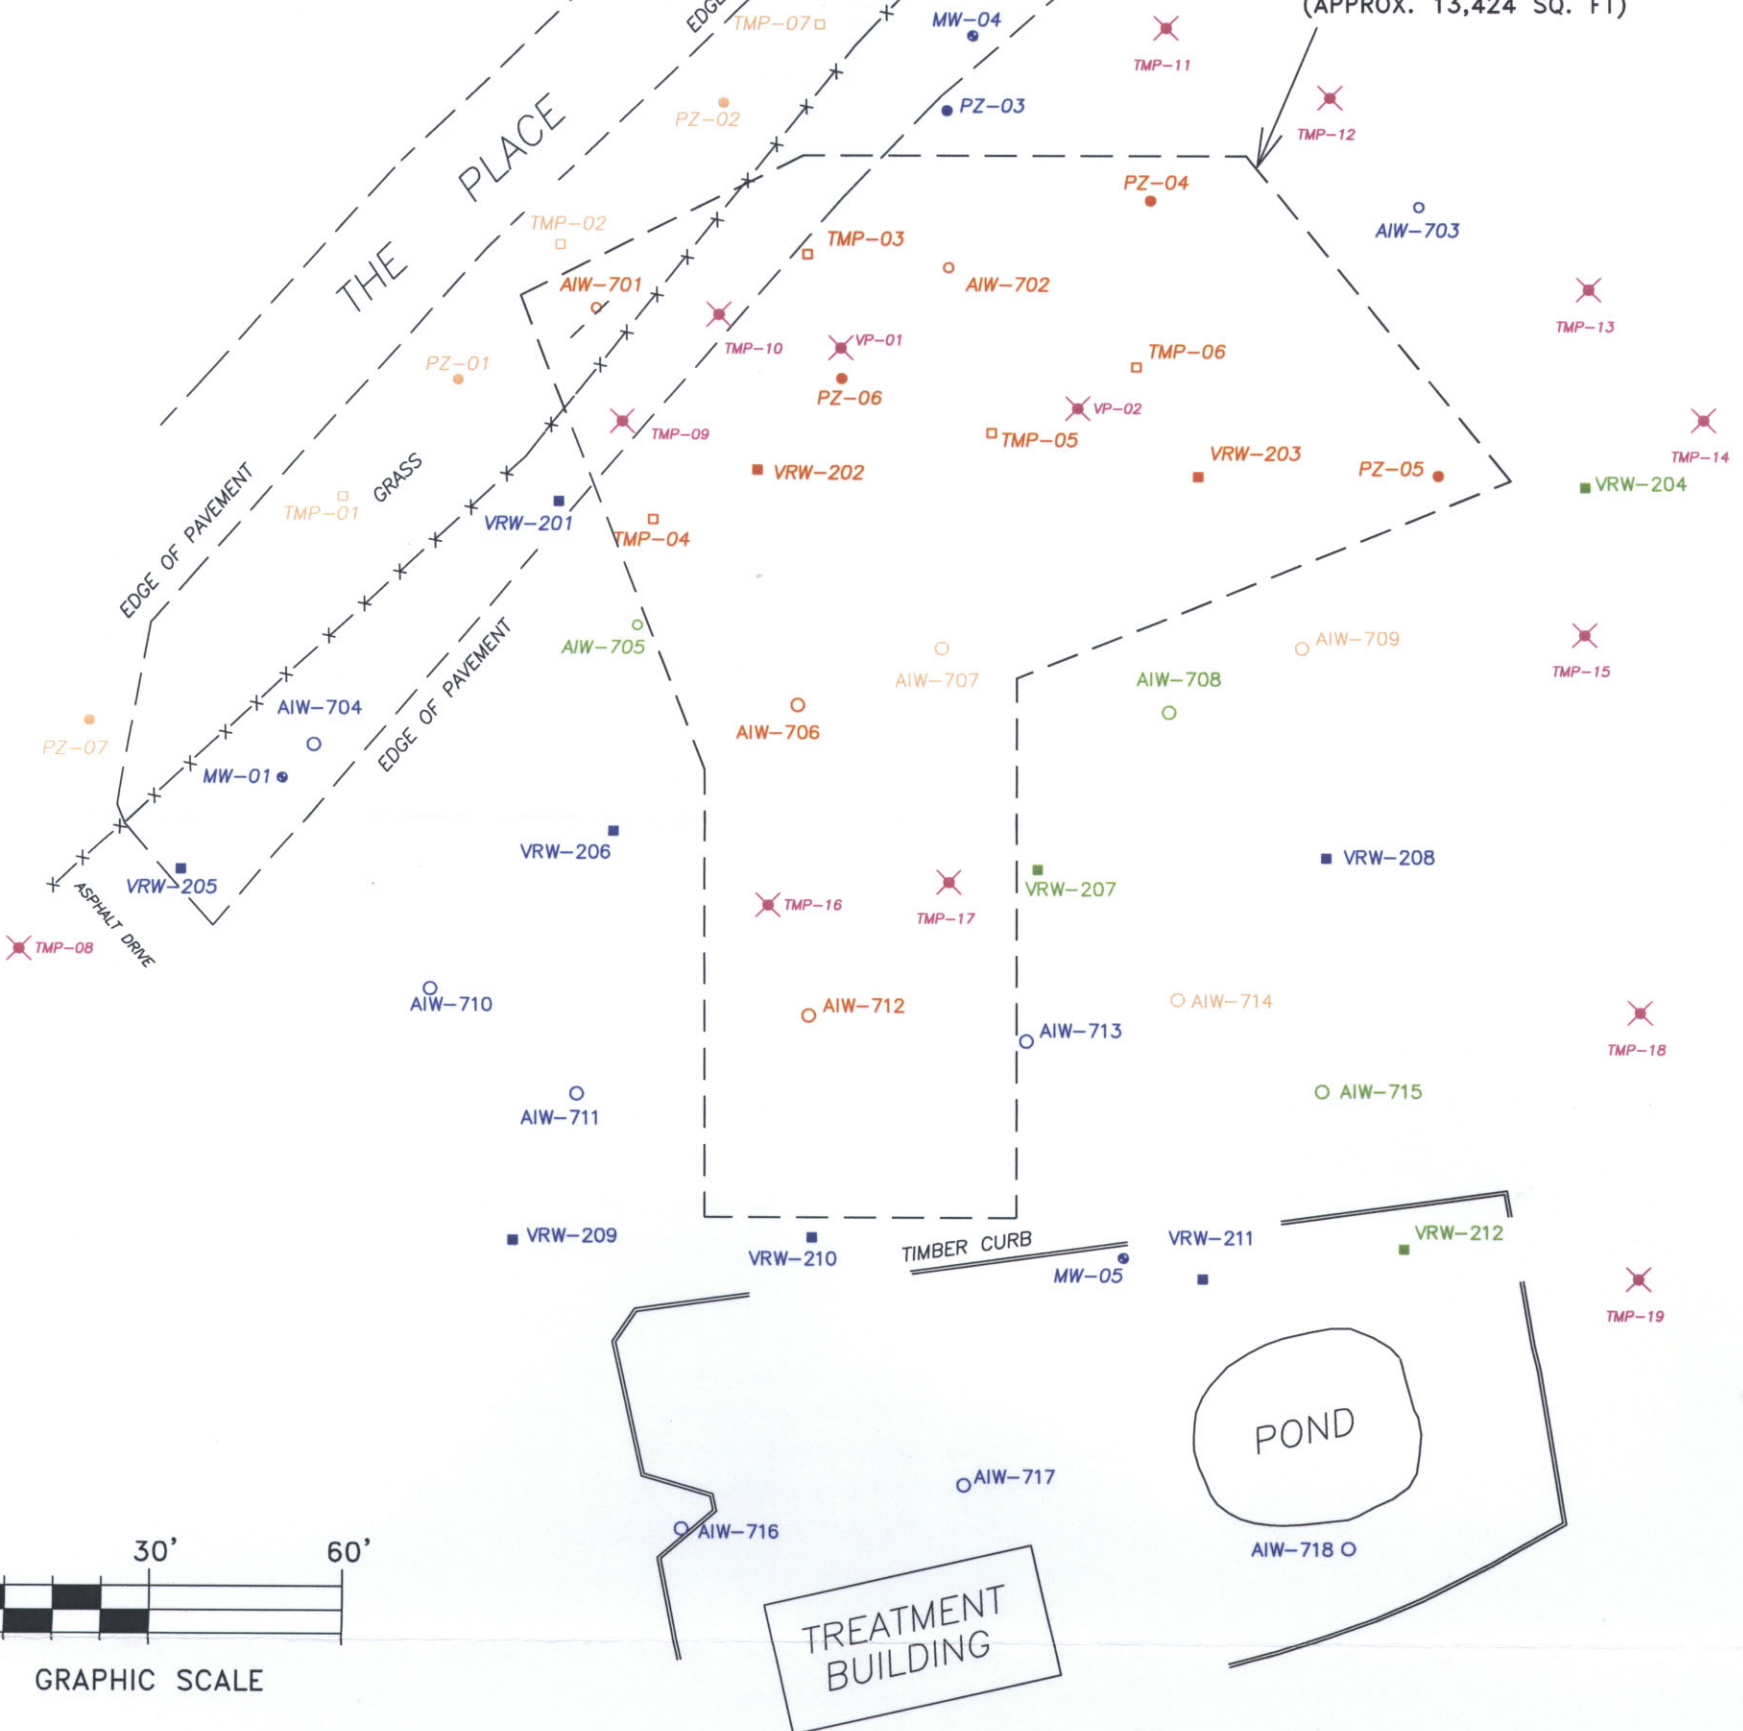 (APPROX. 13,424 SQ. FT)
TMP-07
MW-04
TMP-11
PZ-02
PZ-03
TMP-12
THE PLACE
PZ-04
TMP-02
TMP-03
AIW-703
AIW-701
AIW-702
TMP-13
TMP-10
VP-01
TMP-06
PZ-01
PZ-06
VP-02
TMP-09
TMP-05
VRW-202
VRW-203
PZ-05
TMP-14
VRW-204
GRASS
TMP-01
VRW-201
TMP-04
EDGE OF PAVEMENT
EDGE OF PAVEMENT
AIW-705
AIW-707
AIW-709
AIW-708
TMP-15
AIW-704
AIW-706
PZ-07
MW-01
VRW-206
VRW-208
VRW-205
VRW-207
TMP-16
TMP-17
ASPHALT DRIVE
TMP-08
AIW-710
AIW-712
AIW-714
AIW-713
TMP-18
AIW-715
AIW-711
VRW-209
VRW-210
TIMBER CURB
VRW-211
VRW-212
MW-05
TMP-19
POND
AIW-717
AIW-716
AIW-718
30' 60'
TREATMENT
BUILDING
GRAPHIC SCALE